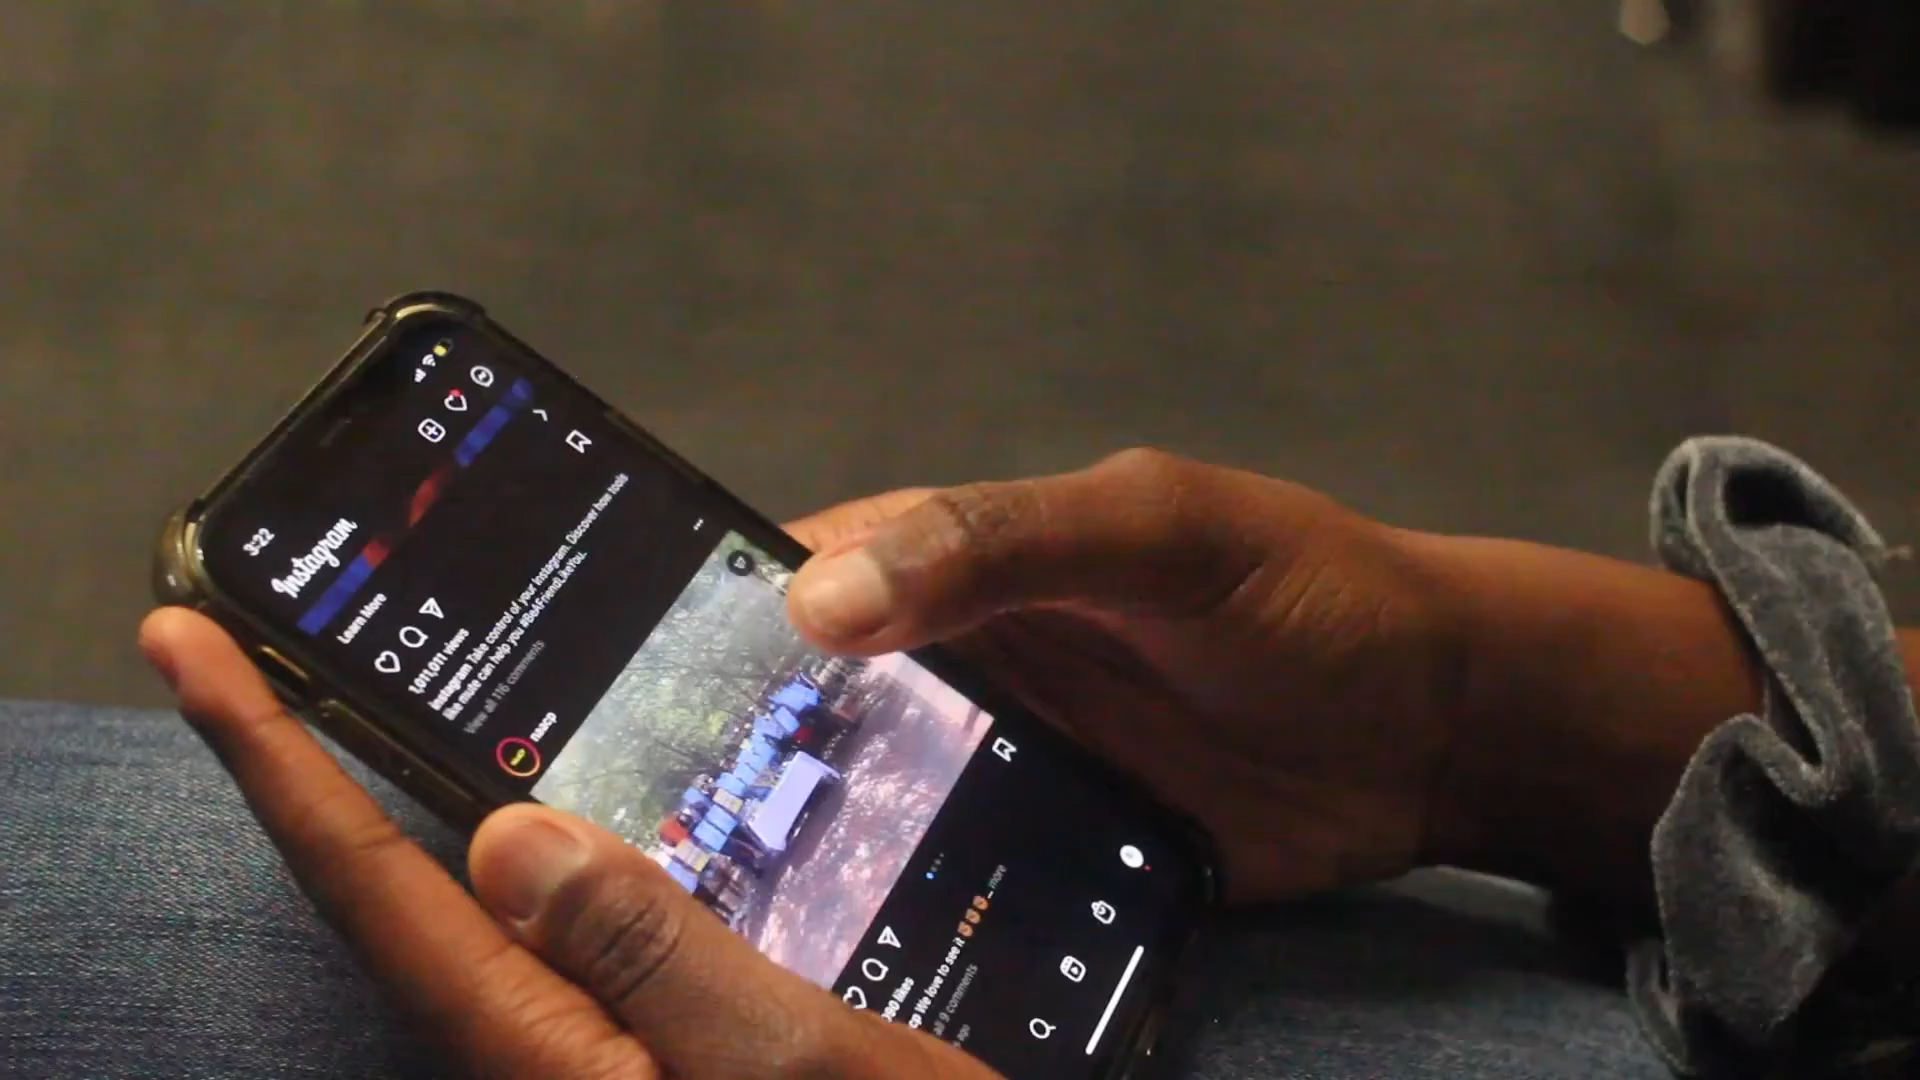 3:22
Instagram
Learn More
1,011,011 views
instagram Take control of your Instagram. Discover how tools
like mute can help you #BeAFriendLikeYou.
View all 116 comments
naacp
We love to see it
more
9 comments